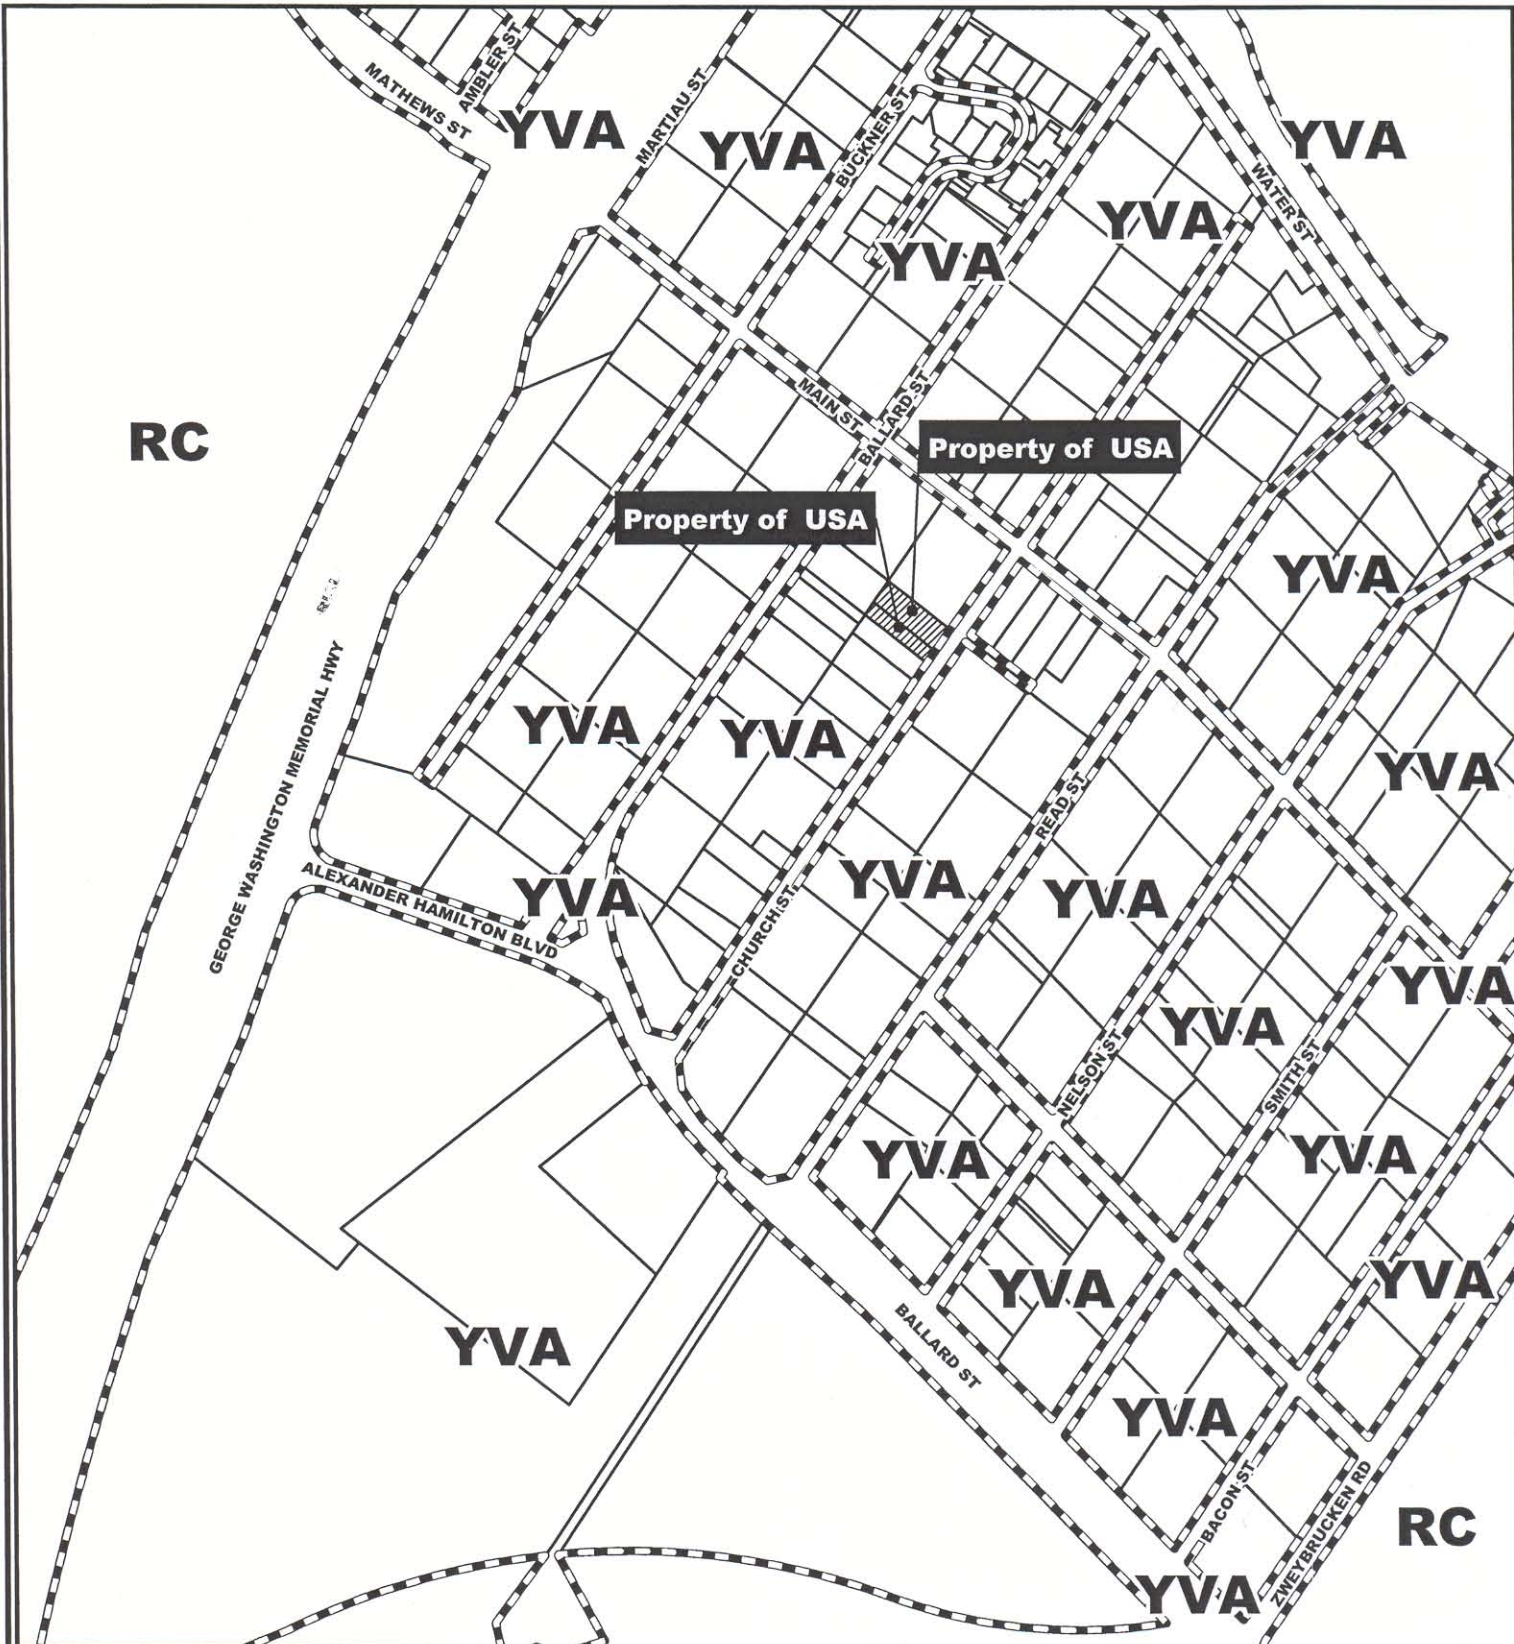 AMBLER ST
MATHEWS ST
YVA
MARTIAU ST
YVA
BUCKNER ST
YVA
WATER ST
YVA
YVA
MAIN ST
BALLARD ST
RC
Property of USA
Property of USA
YVA
GEORGE WASHINGTON MEMORIAL HWY
YVA
YVA
YVA
READ ST
ALEXANDER HAMILTON BLVD
YVA
CHURCH ST
YVA
YVA
YVA
YVA
NELSON ST
SMITH ST
YVA
YVA
YVA
YVA
BALLARD ST
YVA
YVA
BACON ST
ZWEYBRUCKEN RD
RC
YVA